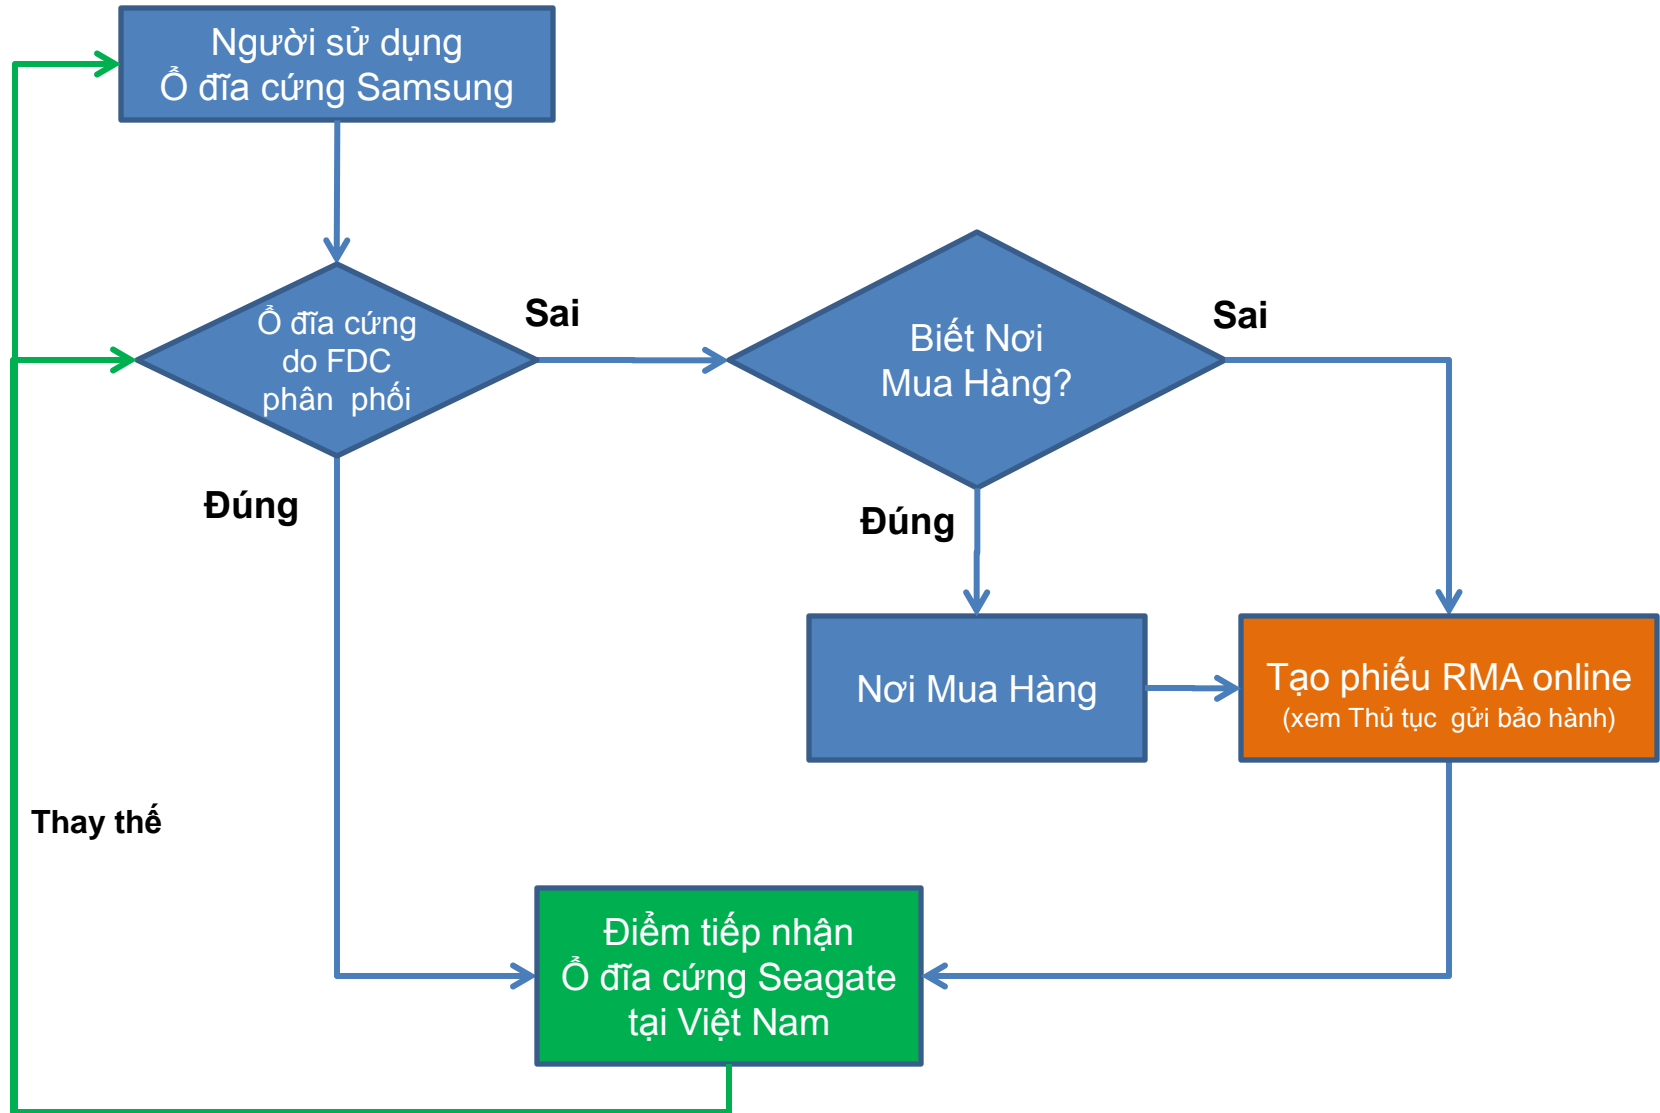 Người sử dụng
Ổ đĩa cứng Samsung
Ổ đĩa cứng
do FDC
phân  phối
Sai
Biết Nơi
Mua Hàng?
Sai
Đúng
Đúng
Nơi Mua Hàng
Tạo phiếu RMA online
(xem Thủ tục  gửi bảo hành)
Thay thế
Điểm tiếp nhận
Ổ đĩa cứng Seagate
tại Việt Nam